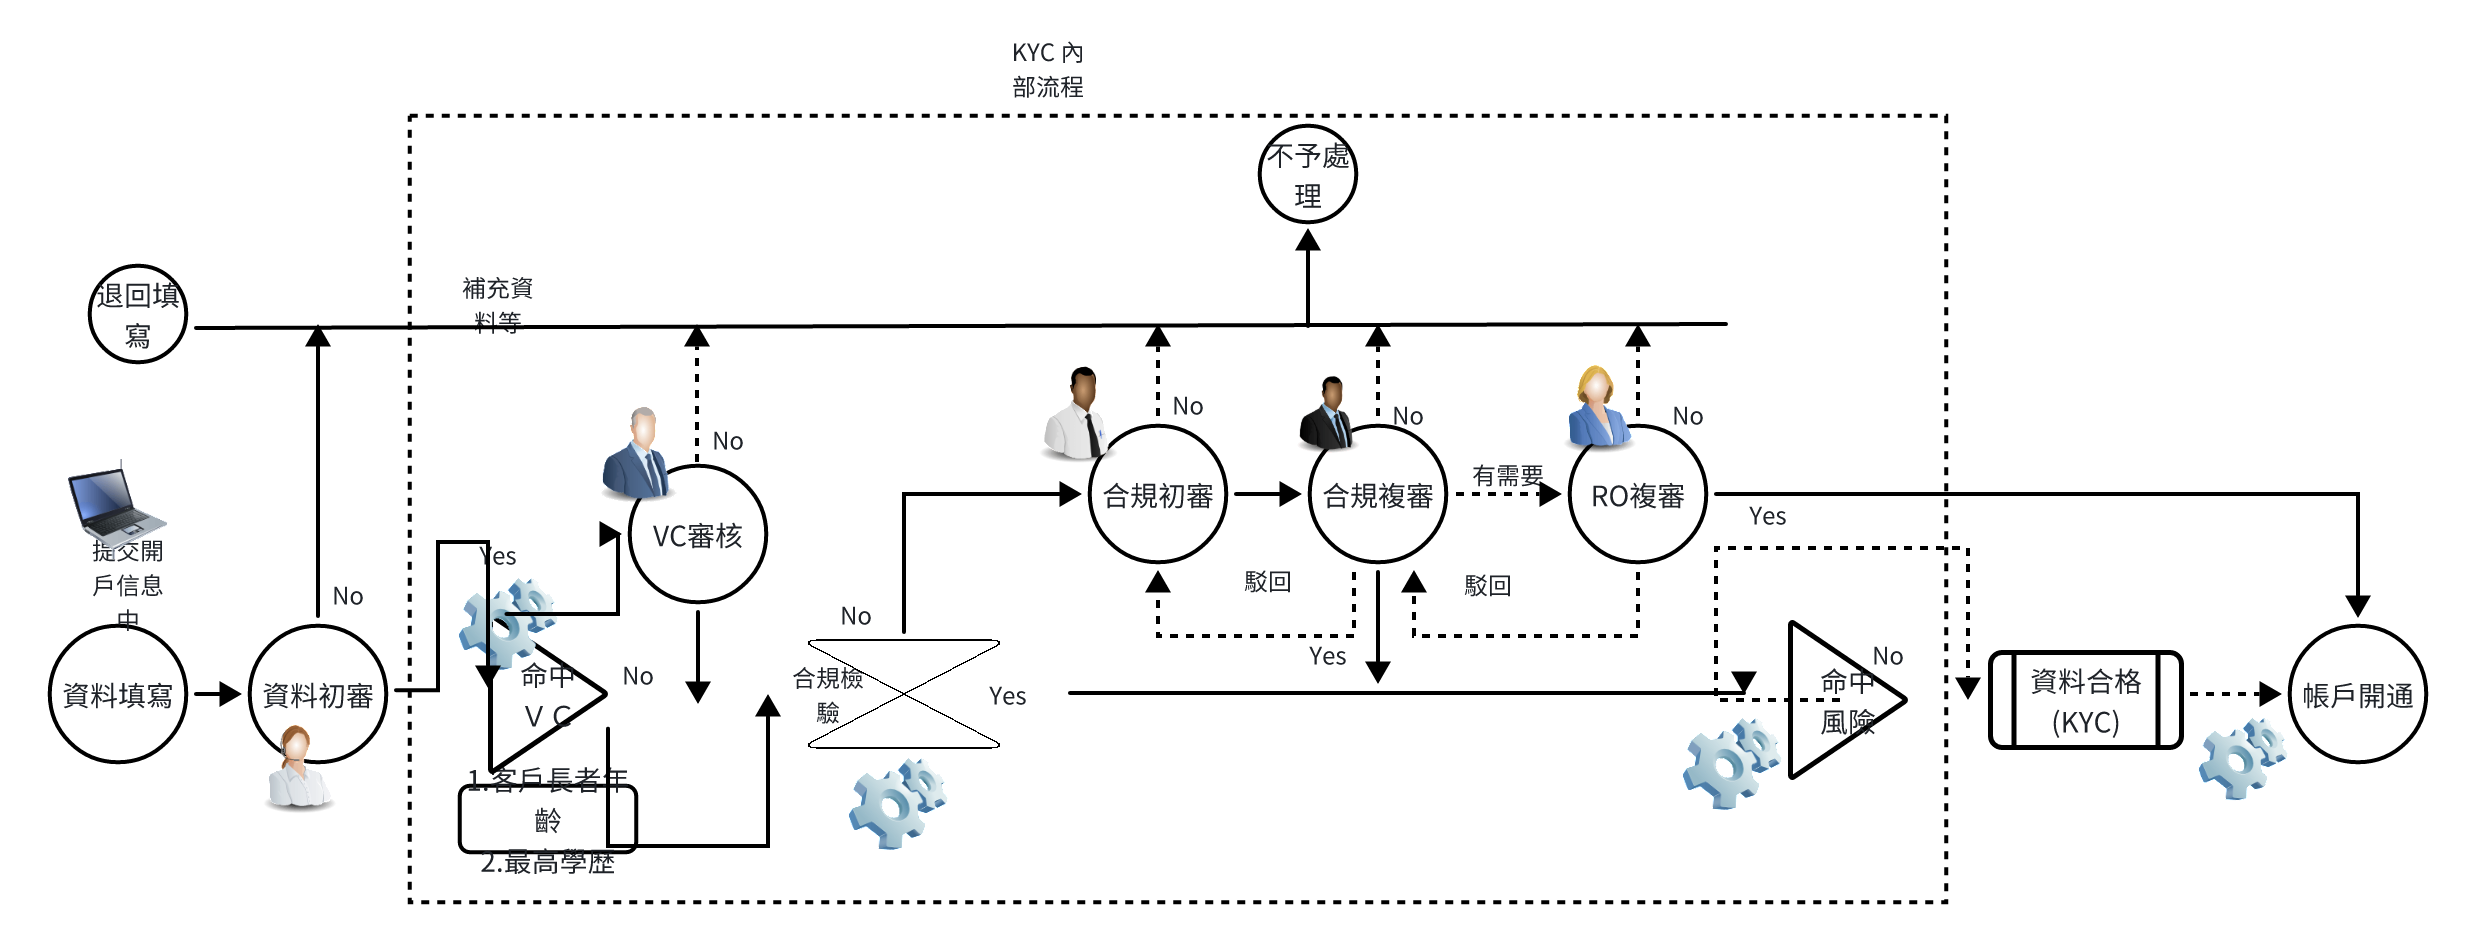 KYC 內
部流程
不予處
理
退回填
寫
補充資
料等
No
No
No
No
有需要
合規初審
合規複審
RO複審
Yes
VC審核
Yes
提交開
戶信息
中
No
駁回
駁回
No
Yes
資料填寫
資料初審
命中
V C
No
合規檢
驗
Yes
No
命中
風險
資料合格
(KYC)
帳戶開通
1.客戶長者年
齡
2.最高學歷